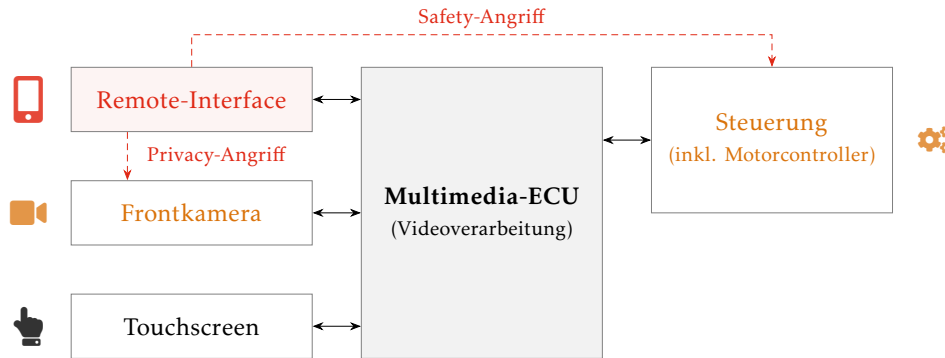 Safety-Angriff
Remote-Interface
Privacy-Angriff
Frontkamera
Touchscreen
Multimedia-ECU
(Videoverarbeitung)
Steuerung
(inkl. Motorcontroller)